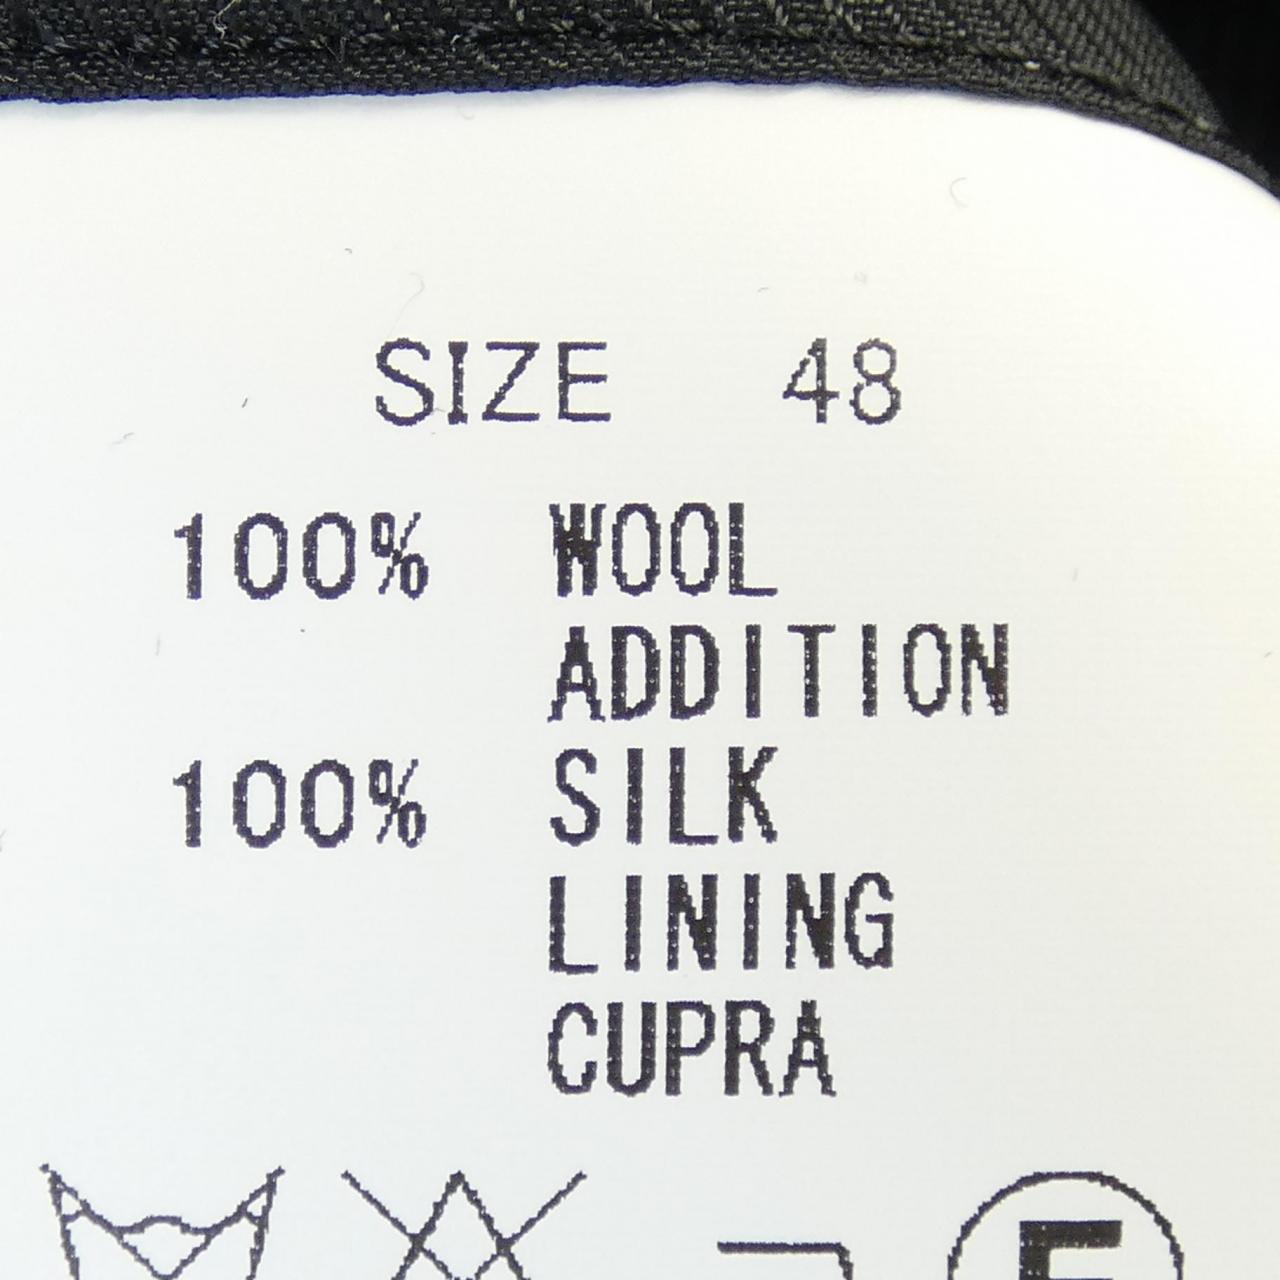 SIZE 48
100% WOOL
ADDITION
100% SILK
LINING
CUPRA